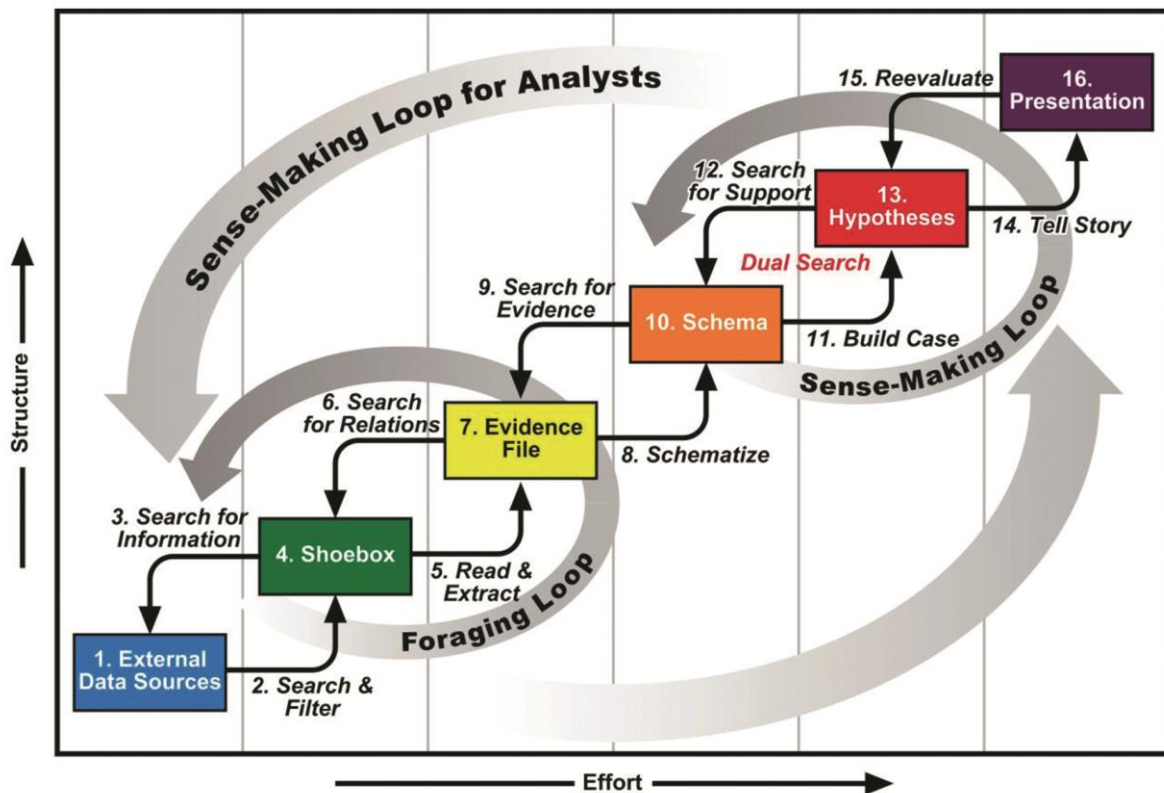 Sense-Making Loop for Analysts
15. Reevaluate
16.
Presentation
12. Search
for Support
13.
Hypotheses
14. Tell Story
Dual Search
9. Search for
Evidence
10. Schema
11. Build Case
Sense-Making Loop
6. Search
for Relations
7. Evidence
File
8. Schematize
3. Search for
Information
4. Shoebox
5. Read &
Extract
Foraging Loop
1. External
Data Sources
2. Search &
Filter
Structure
Effort